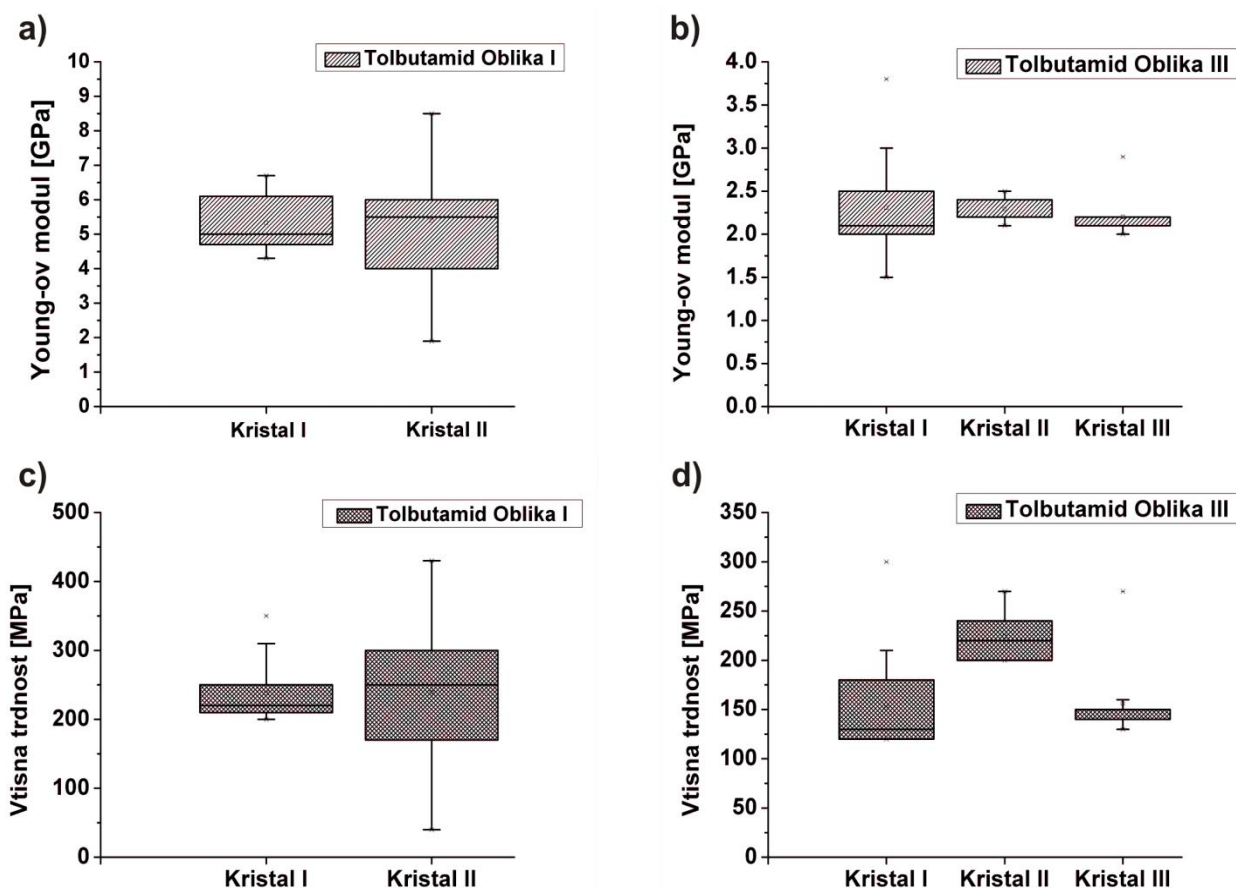 a)
Tolbutamid Oblika I
Young-ov modul [GPa]
10
9
8
7
6
5
4
3
2
1
0
Kristal I
Kristal II
b)
Tolbutamid Oblika III
Young-ov modul [GPa]
4.0
3.5
3.0
2.5
2.0
1.5
1.0
0.5
0.0
Kristal I
Kristal II
Kristal III
c)
Tolbutamid Oblika I
Vtisna trdnost [MPa]
500
400
300
200
100
0
Kristal I
Kristal II
d)
Tolbutamid Oblika III
Vtisna trdnost [MPa]
350
300
250
200
150
100
50
0
Kristal I
Kristal II
Kristal III